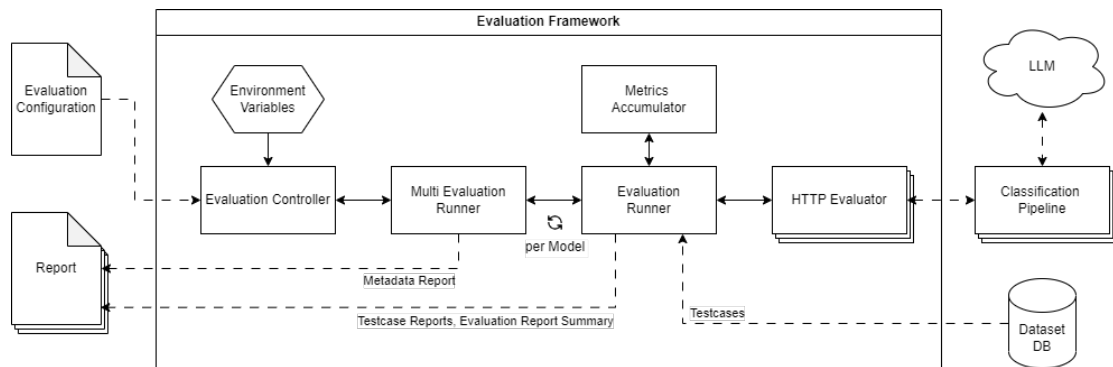 Evaluation Framework
Evaluation
Configuration
Environment
Variables
Metrics
Accumulator
LLM
Evaluation Controller
Multi Evaluation
Runner
Evaluation
Runner
HTTP Evaluator
Classification
Pipeline
per Model
Report
Metadata Report
Testcase Reports, Evaluation Report Summary
Testcases
Dataset
DB